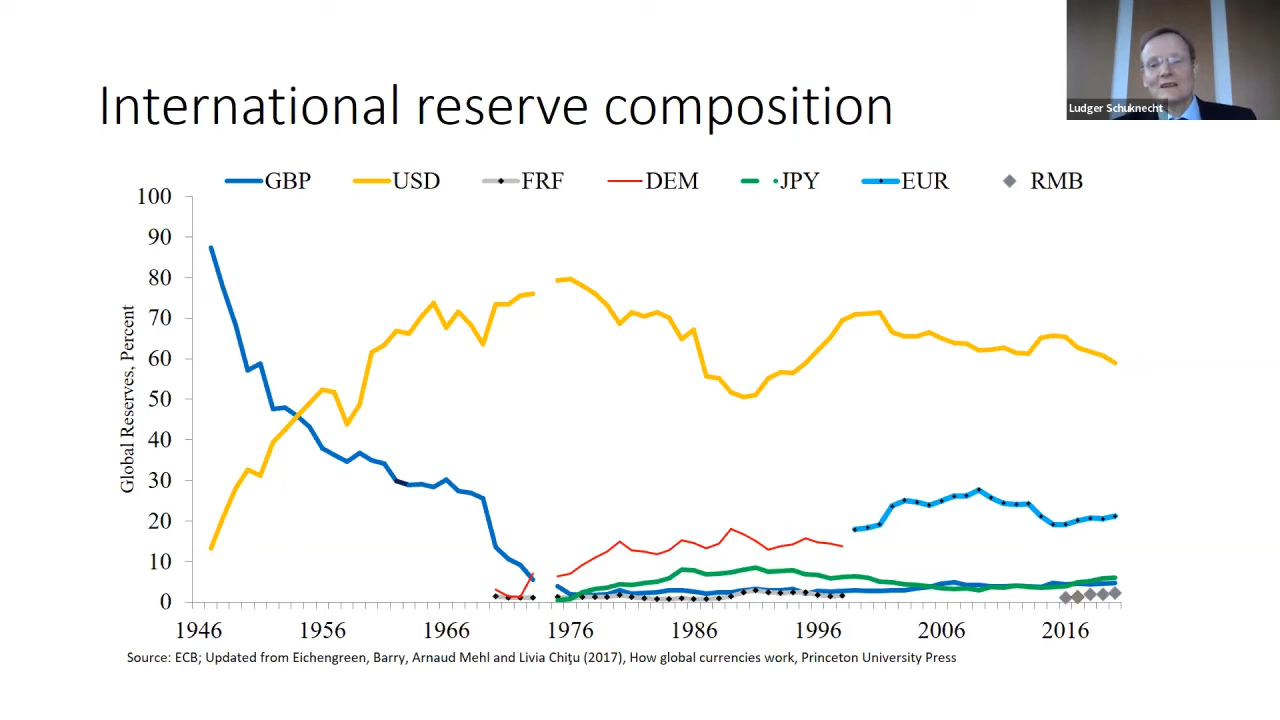 Ludger Schuknecht
International reserve composition
GBP USD FRF DEM JPY EUR RMB
Global Reserves, Percent
100
90
80
70
60
50
40
30
20
10
0
1946 1956 1966 1976 1986 1996 2006 2016
Source: ECB; Updated from Eichengreen, Barry, Arnaud Mehl and Livia Chiţu (2017), How global currencies work, Princeton University Press